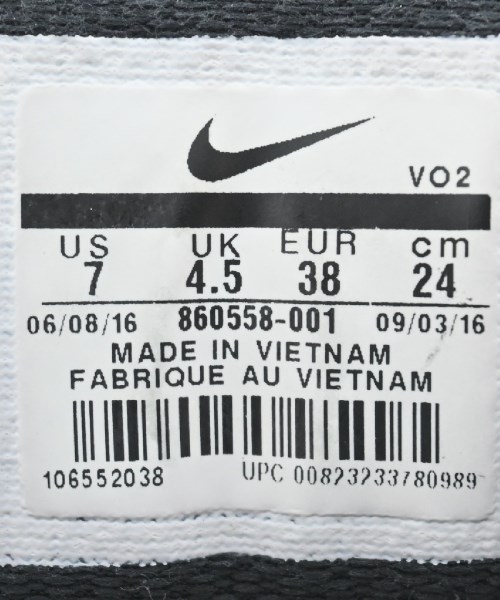 VO2
US UK EUR cm
7 4.5 38 24
06/08/16 860558-001 09/03/16
MADE IN VIETNAM
FABRIQUE AU VIETNAM
106552038 UPC 00823233780989